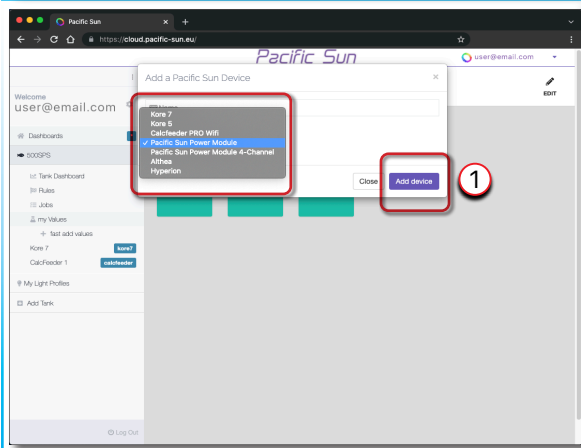 Pacific Sun
https://cloud.pacific-sun.eu/
Pacific Sun
user@email.com
Add a Pacific Sun Device
EDIT
Welcome
user@email.com
Name
Kore 7
Kore 5
Calcfeeder PRO Wifi
✓ Pacific Sun Power Module
Pacific Sun Power Module 4-Channel
Althea
Hyperion
Close
Add device
1
Dashboards
500SPS
Tank Dashboard
Rules
Jobs
my Values
+ fast add values
Kore 7 kore7
CalcFeeder 1 calcfeeder
My Light Profiles
Add Tank
Log Out